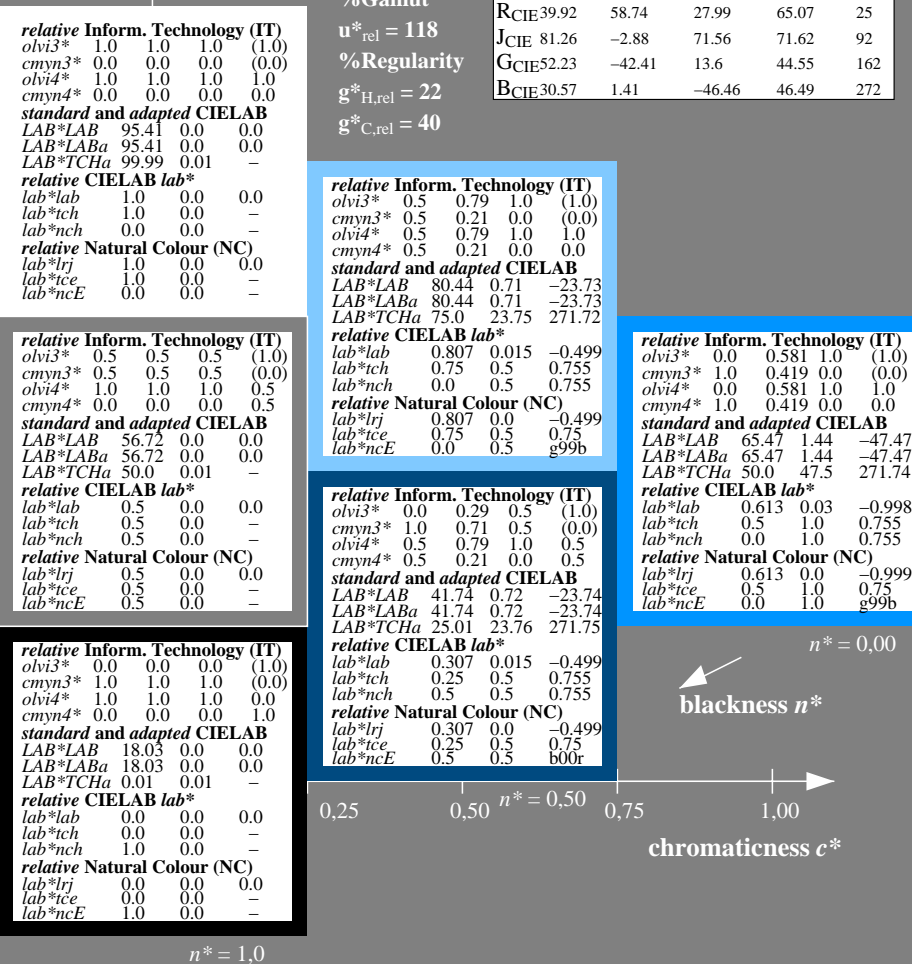 %Gamut
u*rel = 118
%Regularity
g*H,rel = 22
g*C,rel = 40
RCIE 39.92 58.74 27.99 65.07 25
JCIE 81.26 −2.88 71.56 71.62 92
GCIE 52.23 −42.41 13.6 44.55 162
BCIE 30.57 1.41 −46.46 46.49 272
relative Inform. Technology (IT)
olvi3* 1.0 1.0 1.0 (1.0)
cmyn3* 0.0 0.0 0.0 (0.0)
olvi4* 1.0 1.0 1.0 1.0
cmyn4* 0.0 0.0 0.0 0.0
standard and adapted CIELAB
LAB*LAB 95.41 0.0 0.0
LAB*LABa 95.41 0.0 0.0
LAB*TCHa 99.99 0.01 –
relative CIELAB lab*
lab*lab 1.0 0.0 0.0
lab*tch 1.0 0.0 –
lab*nch 0.0 0.0 –
relative Natural Colour (NC)
lab*lrj 1.0 0.0 0.0
lab*tce 1.0 0.0 –
lab*ncE 0.0 0.0 –
relative Inform. Technology (IT)
olvi3* 0.5 0.79 1.0 (1.0)
cmyn3* 0.5 0.21 0.0 (0.0)
olvi4* 0.5 0.79 1.0 1.0
cmyn4* 0.5 0.21 0.0 0.0
standard and adapted CIELAB
LAB*LAB 80.44 0.71 −23.73
LAB*LABa 80.44 0.71 −23.73
LAB*TCHa 75.0 23.75 271.72
relative CIELAB lab*
lab*lab 0.807 0.015 −0.499
lab*tch 0.75 0.5 0.755
lab*nch 0.0 0.5 0.755
relative Natural Colour (NC)
lab*lrj 0.807 0.0 −0.499
lab*tce 0.75 0.5 0.75
lab*ncE 0.0 0.5 g99b
relative Inform. Technology (IT)
olvi3* 0.5 0.5 0.5 (1.0)
cmyn3* 0.5 0.5 0.5 (0.0)
olvi4* 1.0 1.0 1.0 0.5
cmyn4* 0.0 0.0 0.0 0.5
standard and adapted CIELAB
LAB*LAB 56.72 0.0 0.0
LAB*LABa 56.72 0.0 0.0
LAB*TCHa 50.0 0.01 –
relative CIELAB lab*
lab*lab 0.5 0.0 0.0
lab*tch 0.5 0.0 –
lab*nch 0.5 0.0 –
relative Natural Colour (NC)
lab*lrj 0.5 0.0 0.0
lab*tce 0.5 0.0 –
lab*ncE 0.5 0.0 –
relative Inform. Technology (IT)
olvi3* 0.0 0.581 1.0 (1.0)
cmyn3* 1.0 0.419 0.0 (0.0)
olvi4* 0.0 0.581 1.0 1.0
cmyn4* 1.0 0.419 0.0 0.0
standard and adapted CIELAB
LAB*LAB 65.47 1.44 −47.47
LAB*LABa 65.47 1.44 −47.47
LAB*TCHa 50.0 47.5 271.74
relative CIELAB lab*
lab*lab 0.613 0.03 −0.998
lab*tch 0.5 1.0 0.755
lab*nch 0.0 1.0 0.755
relative Natural Colour (NC)
lab*lrj 0.613 0.0 −0.999
lab*tce 0.5 1.0 0.75
lab*ncE 0.0 1.0 g99b
n* = 0,00
relative Inform. Technology (IT)
olvi3* 0.0 0.29 0.5 (1.0)
cmyn3* 1.0 0.71 0.5 (0.0)
olvi4* 0.5 0.79 1.0 0.5
cmyn4* 0.5 0.21 0.0 0.5
standard and adapted CIELAB
LAB*LAB 41.74 0.72 −23.74
LAB*LABa 41.74 0.72 −23.74
LAB*TCHa 25.01 23.76 271.75
relative CIELAB lab*
lab*lab 0.307 0.015 −0.499
lab*tch 0.25 0.5 0.755
lab*nch 0.5 0.5 0.755
relative Natural Colour (NC)
lab*lrj 0.307 0.0 −0.499
lab*tce 0.25 0.5 0.75
lab*ncE 0.5 0.5 b00r
relative Inform. Technology (IT)
olvi3* 0.0 0.0 0.0 (1.0)
cmyn3* 1.0 1.0 1.0 (0.0)
olvi4* 1.0 1.0 1.0 0.0
cmyn4* 0.0 0.0 0.0 1.0
standard and adapted CIELAB
LAB*LAB 18.03 0.0 0.0
LAB*LABa 18.03 0.0 0.0
LAB*TCHa 0.01 0.01 –
relative CIELAB lab*
lab*lab 0.0 0.0 0.0
lab*tch 0.0 0.0 –
lab*nch 1.0 0.0 –
relative Natural Colour (NC)
lab*lrj 0.0 0.0 0.0
lab*tce 0.0 0.0 –
lab*ncE 1.0 0.0 –
blackness n*
0,25 0,50 n* = 0,50 0,75 1,00
chromaticness c*
n* = 1,0